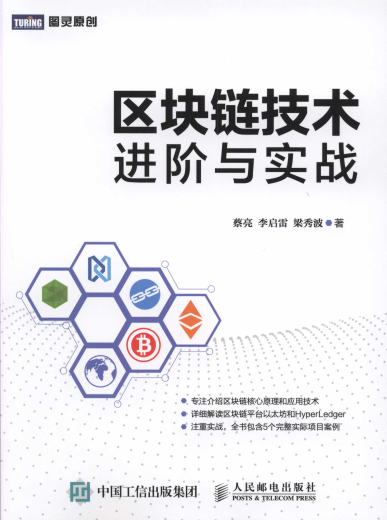 TURING 图灵原创
区块链技术
进阶与实战
蔡亮 李启雷 梁秀波 著
专注介绍区块链核心原理和应用技术
详细解读区块链平台以太坊和HyperLedger
注重实战，全书包含5个完整实际项目案例
中国工信出版集团
人民邮电出版社
POSTS & TELECOM PRESS